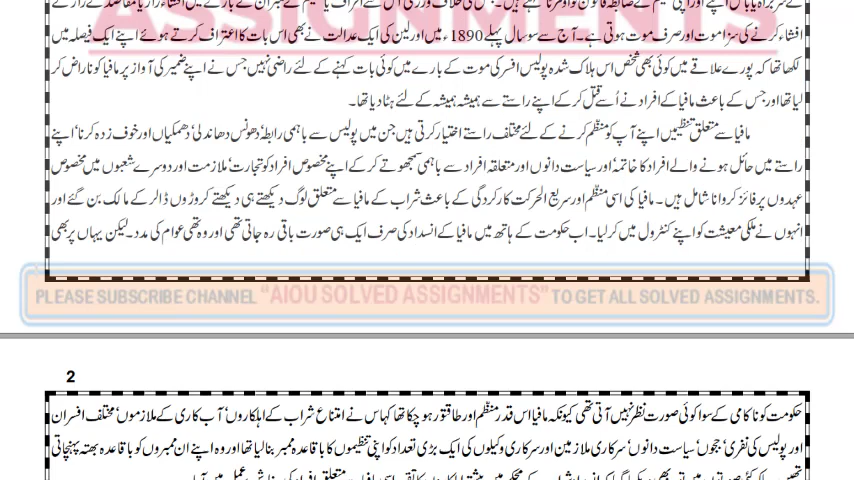 ASSIGNMENTS
افشاء کرنے کی سزا موت اور صرف موت ہوتی ہے۔ آج سے سو سال پہلے 1890ء میں اورلین کی ایک عدالت نے بھی اس بات کا اعتراف کرتے ہوئے اپنے ایک فیصلہ میں
لکھا تھا کہ پورے علاقے میں کوئی بھی شخص اس ہلاک شدہ پولیس افسر کی موت کے بارے میں کوئی بات کہنے کے لئے راضی نہیں جس نے اپنے ضمیر کی آواز پر مافیا کو ناراض کر
لیا تھا اور جس کے باعث مافیا کے افراد نے اُسے قتل کر کے اپنے راستے سے ہمیشہ ہمیشہ کے لئے ہٹا دیا تھا۔
مافیا سے متعلق تنظیمیں اپنے آپ کو منظّم کرنے کے لئے مختلف راستے اختیار کرتی ہیں جن میں پولیس سے باہمی رابطہٗ دھونس دھاندلیٗ دھمکیاں اور خوف زدہ کرناٗ اپنے
راستے میں حائل ہونے والے افراد کا خاتمہٗ اور سیاست دانوں اور متعلقہ افراد سے باہمی سمجھوتے کر کے اپنے مخصوص افراد کو تجارتٗ ملازمت اور دوسرے شعبوں میں مخصوص
عہدوں پر فائز کروانا شامل ہیں۔ مافیا کی اسی منظّم اور سریع الحرکت کارکردگی کے باعث شراب کے مافیا سے متعلق لوگ دیکھتے ہی دیکھتے کروڑوں ڈالر کے مالک بن گئے اور
انہوں نے ملکی معیشت کو اپنے کنٹرول میں کر لیا۔ اب حکومت کے ہاتھ میں مافیا کے انسداد کی صرف ایک ہی صورت باقی رہ جاتی تھی اور وہ تھی عوام کی مدد۔ لیکن یہاں پر بھی
PLEASE SUBSCRIBE CHANNEL “AIOU SOLVED ASSIGNMENTS” TO GET ALL SOLVED ASSIGNMENTS.
2
حکومت کو ناکامی کے سوا کوئی صورت نظر نہیں آتی تھی کیونکہ مافیا اس قدر منظّم اور طاقتور ہو چکا تھا کہ اس نے امتناع شراب کے اہلکاروںٗ آبکاری کے ملازموںٗ مختلف افسران
اور پولیس کی نفریٗ ججوںٗ سیاست دانوںٗ سرکاری ملازمین اور سرکاری وکیلوں کی ایک بڑی تعداد کو اپنی تنظیموں کا باقاعدہ ممبر بنا لیا تھا اور وہ اپنے ان ممبروں کو باقاعدہ بھتہ پہنچاتی